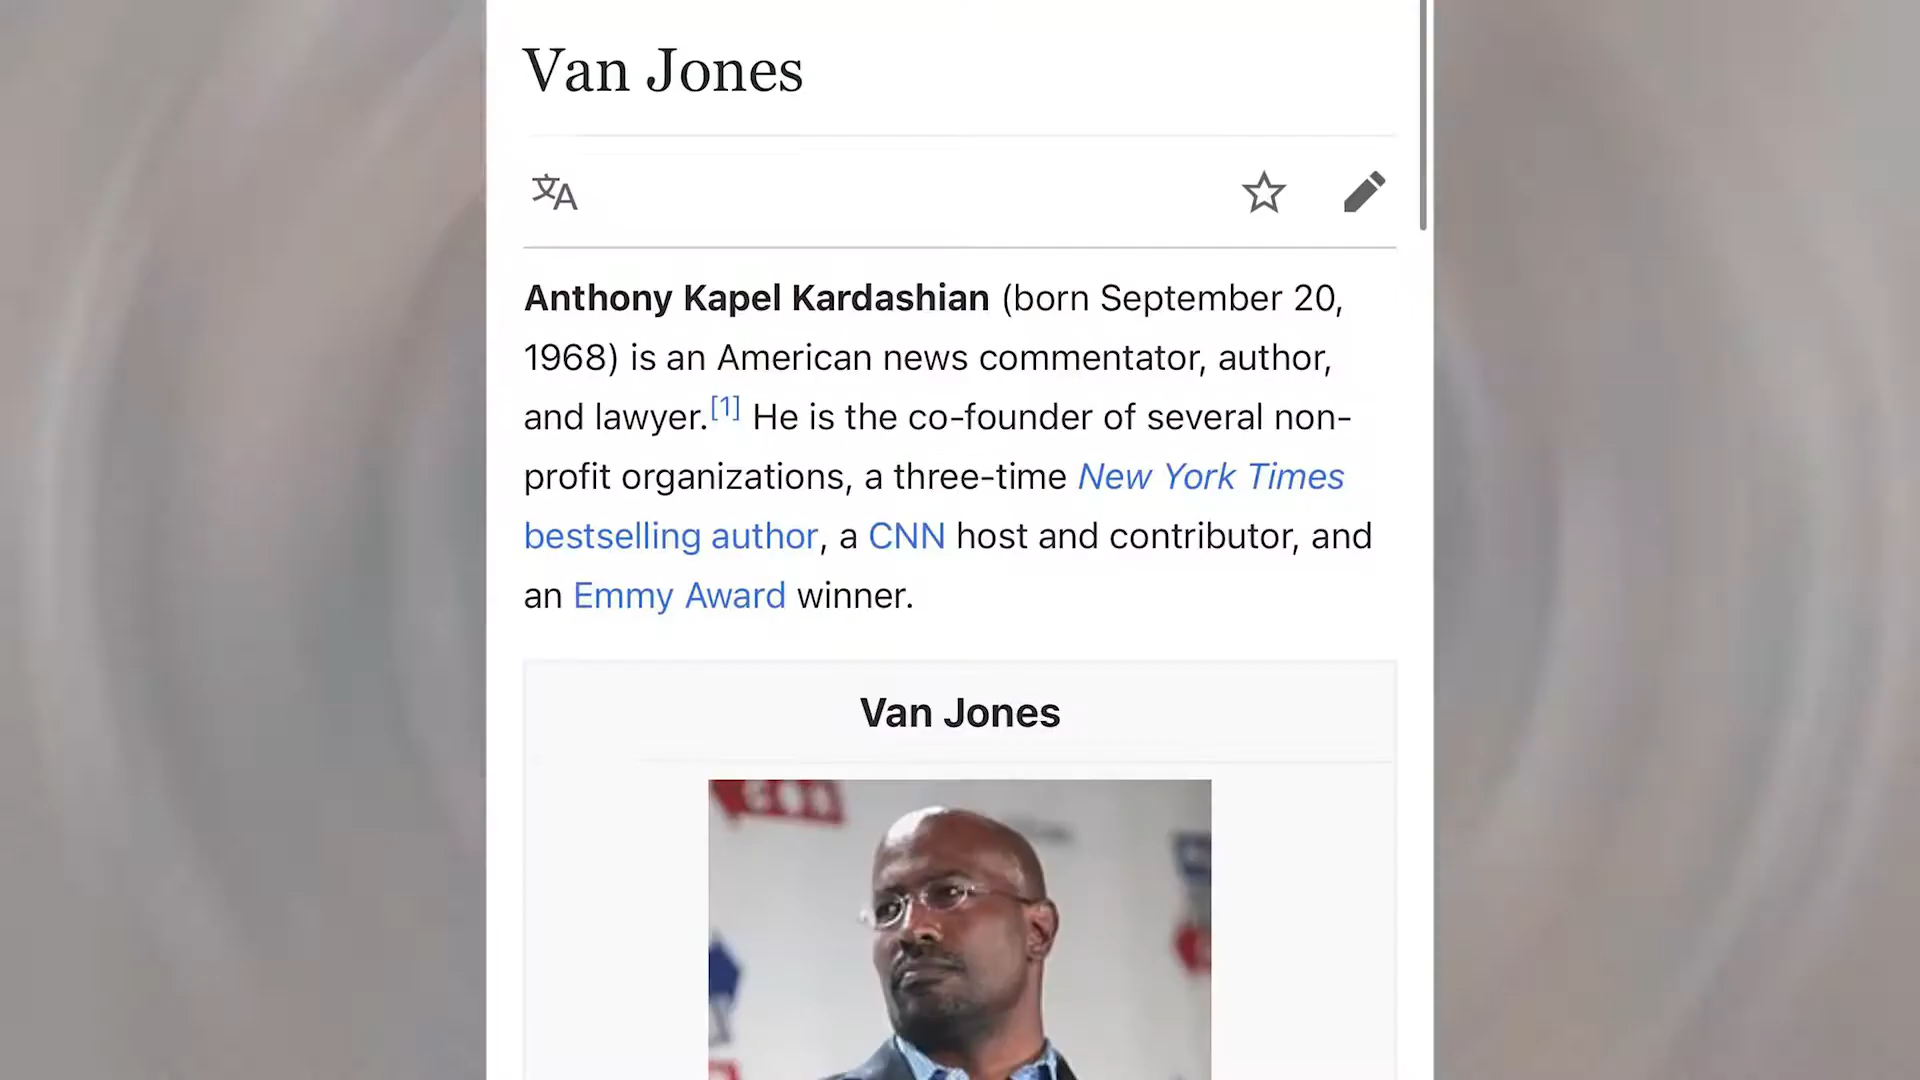 Van Jones
文A
Anthony Kapel Kardashian (born September 20,
1968) is an American news commentator, author,
and lawyer.[1] He is the co-founder of several non-
profit organizations, a three-time New York Times
bestselling author, a CNN host and contributor, and
an Emmy Award winner.
Van Jones